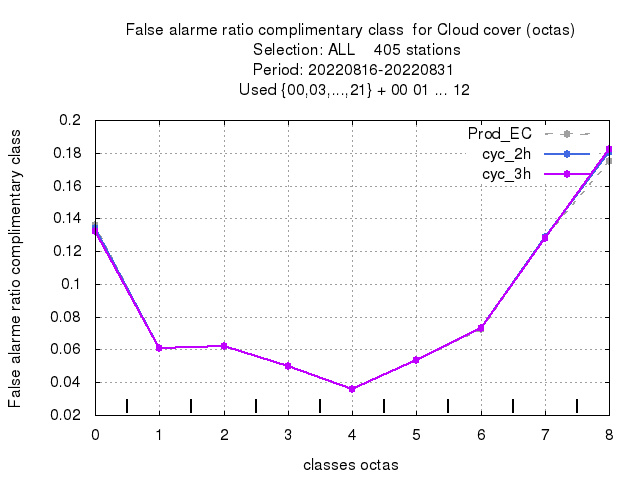 False alarme ratio complimentary class  for Cloud cover (octas)
Selection: ALL    405 stations
Period: 20220816-20220831
Used {00,03,...,21} + 00 01 ... 12
False alarme ratio complimentary class
0.2
0.18
0.16
0.14
0.12
0.1
0.08
0.06
0.04
0.02
Prod_EC
cyc_2h
cyc_3h
0 1 2 3 4 5 6 7 8
classes octas